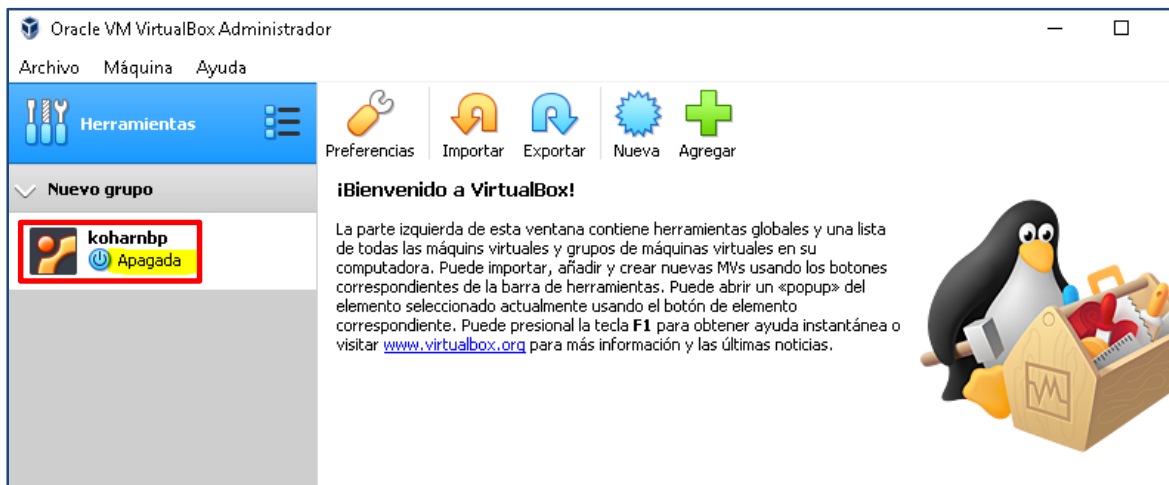 Oracle VM VirtualBox Administrador
Archivo Máquina Ayuda
Herramientas
Preferencias Importar Exportar Nueva Agregar
Nuevo grupo
koharnbp
Apagada
¡Bienvenido a VirtualBox!
La parte izquierda de esta ventana contiene herramientas globales y una lista
de todas las máquins virtuales y grupos de máquinas virtuales en su
computadora. Puede importar, añadir y crear nuevas MVs usando los botones
correspondientes de la barra de herramientas. Puede abrir un «popup» del
elemento seleccionado actualmente usando el botón de elemento
correspondiente. Puede presional la tecla F1 para obtener ayuda instantánea o
visitar www.virtualbox.org para más información y las últimas noticias.